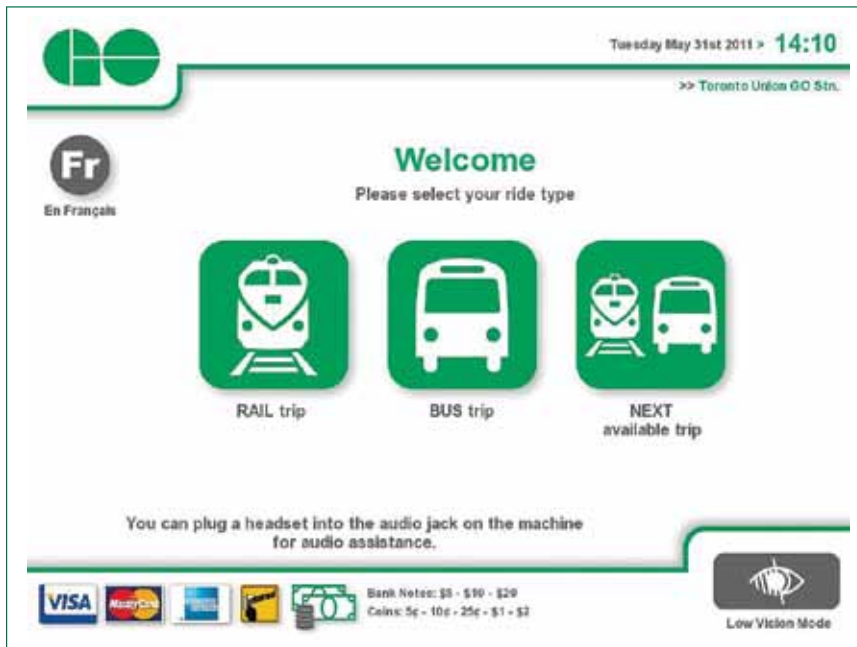 GO
Tuesday May 31st 2011 > 14:10
>> Toronto Union GO Stn.
Fr
En Français
Welcome
Please select your ride type
RAIL trip
BUS trip
NEXT
available trip
You can plug a headset into the audio jack on the machine
for audio assistance.
VISA
MasterCard
Bank Notes: $5 - $10 - $20
Coins: 5¢ - 10¢ - 25¢ - $1 - $2
Low Vision Mode